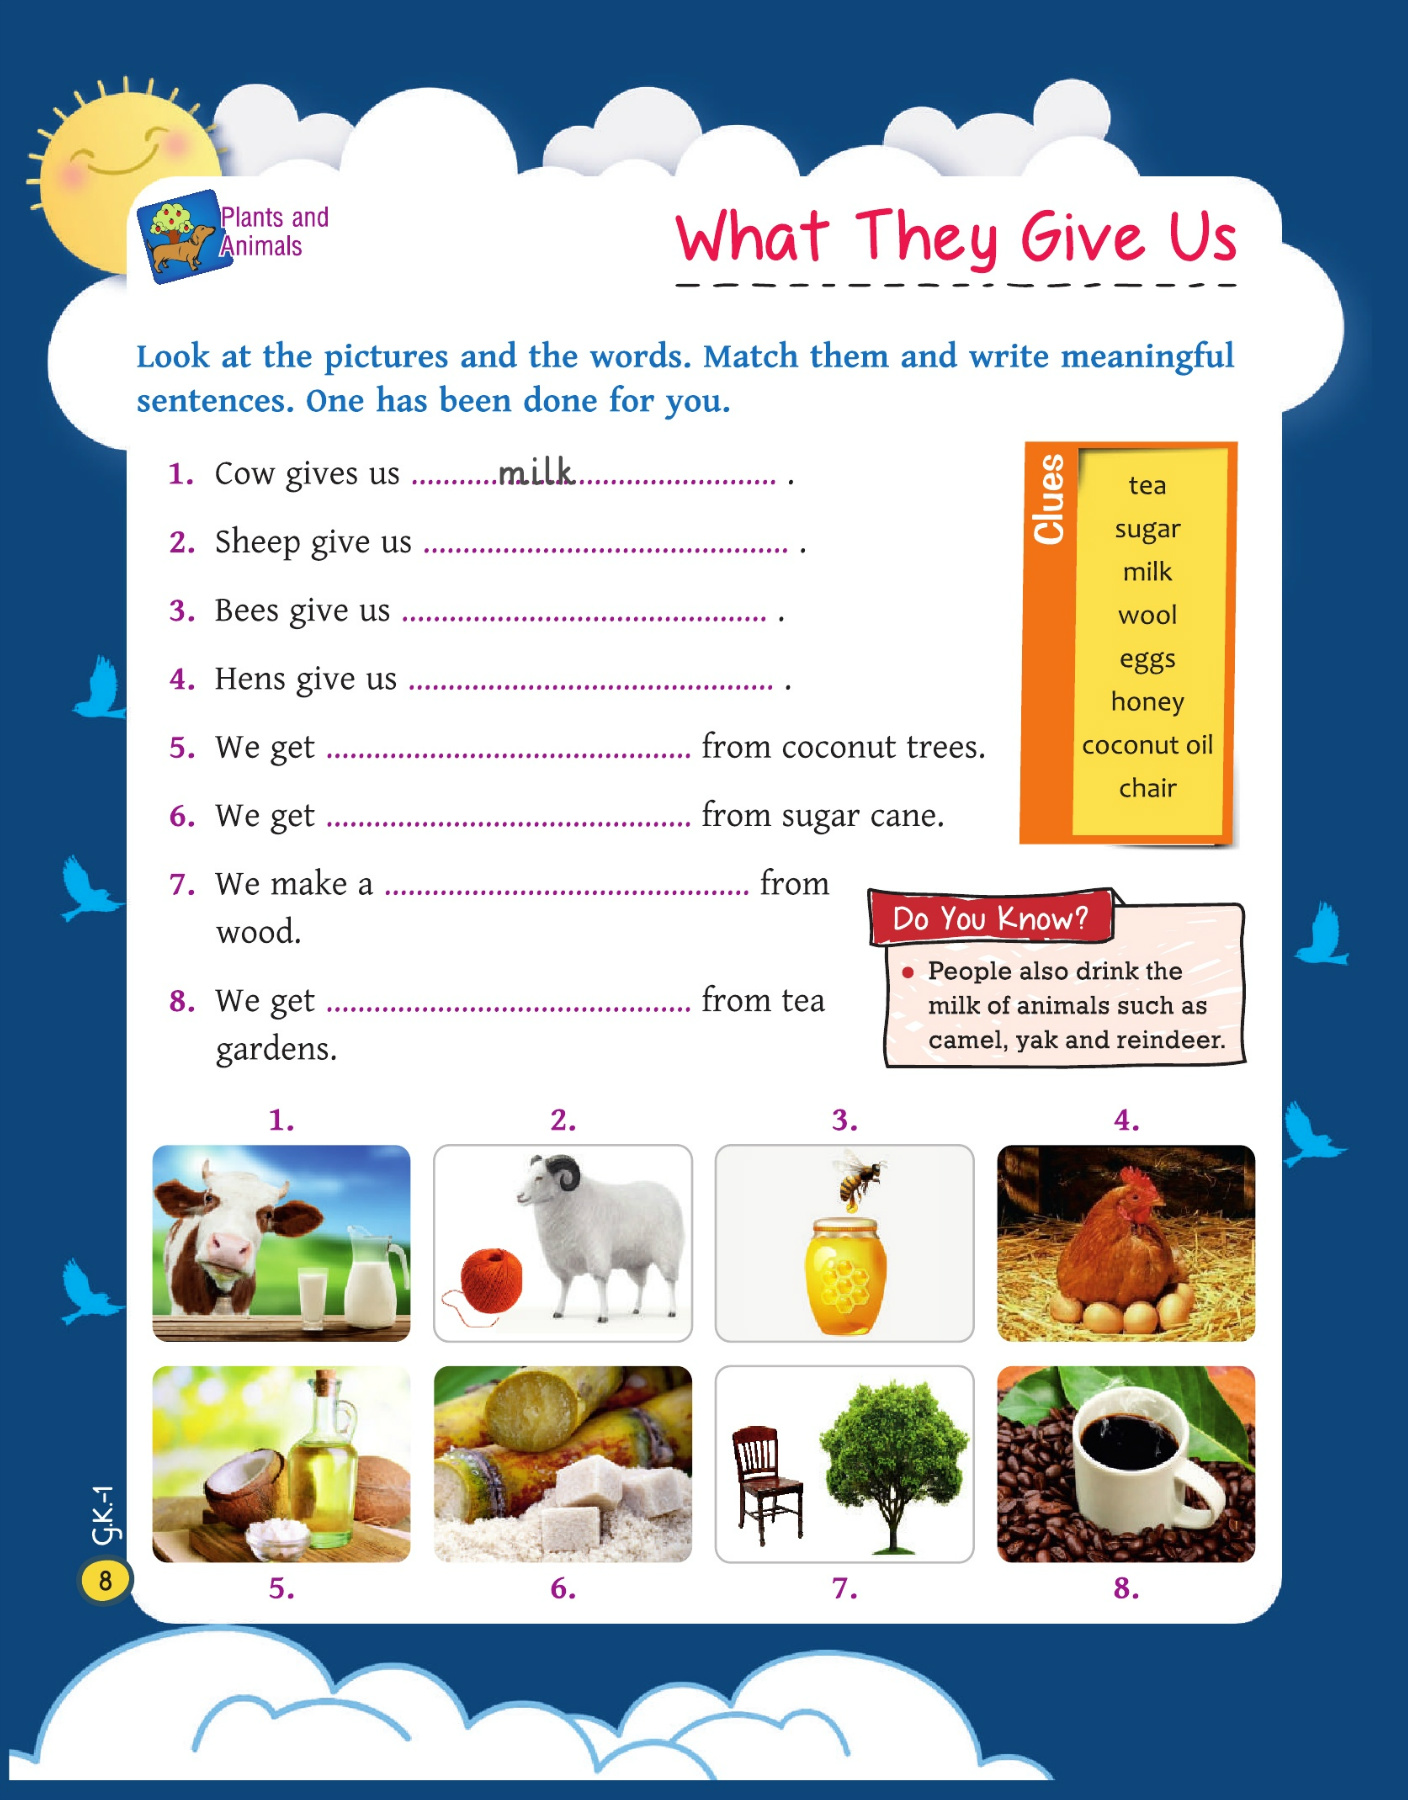 Plants and
Animals
What They Give Us
Look at the pictures and the words. Match them and write meaningful
sentences. One has been done for you.
1. Cow gives us ...........milk.......................... .
2. Sheep give us ............................................... .
3. Bees give us ............................................... .
4. Hens give us ............................................... .
5. We get ............................................... from coconut trees.
6. We get ............................................... from sugar cane.
7. We make a ............................................... from
wood.
8. We get ............................................... from tea
gardens.
Clues
tea
sugar
milk
wool
eggs
honey
coconut oil
chair
Do You Know?
• People also drink the
milk of animals such as
camel, yak and reindeer.
1. 2. 3. 4.
5. 6. 7. 8.
G.K.-1
8